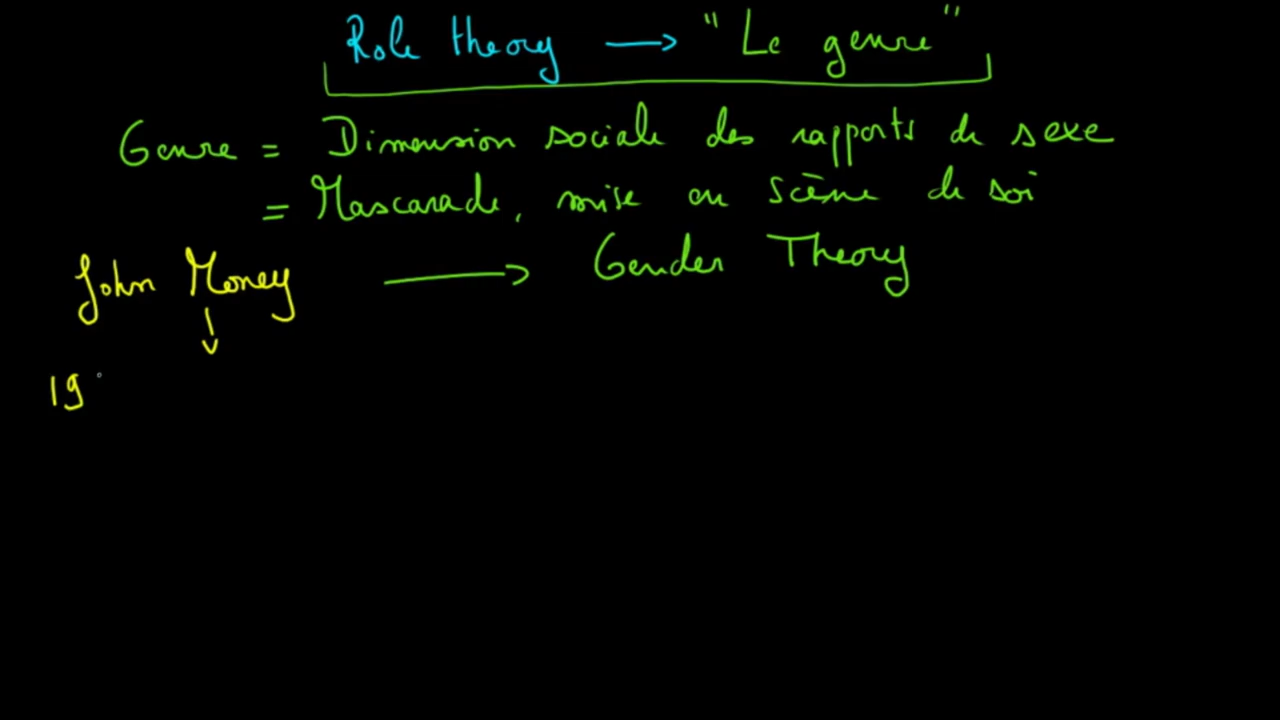 Role theory → "Le genre"
Genre = Dimension sociale des rapports de sexe
= Mascarade, mise en scène de soi
John Money → Gender Theory
19